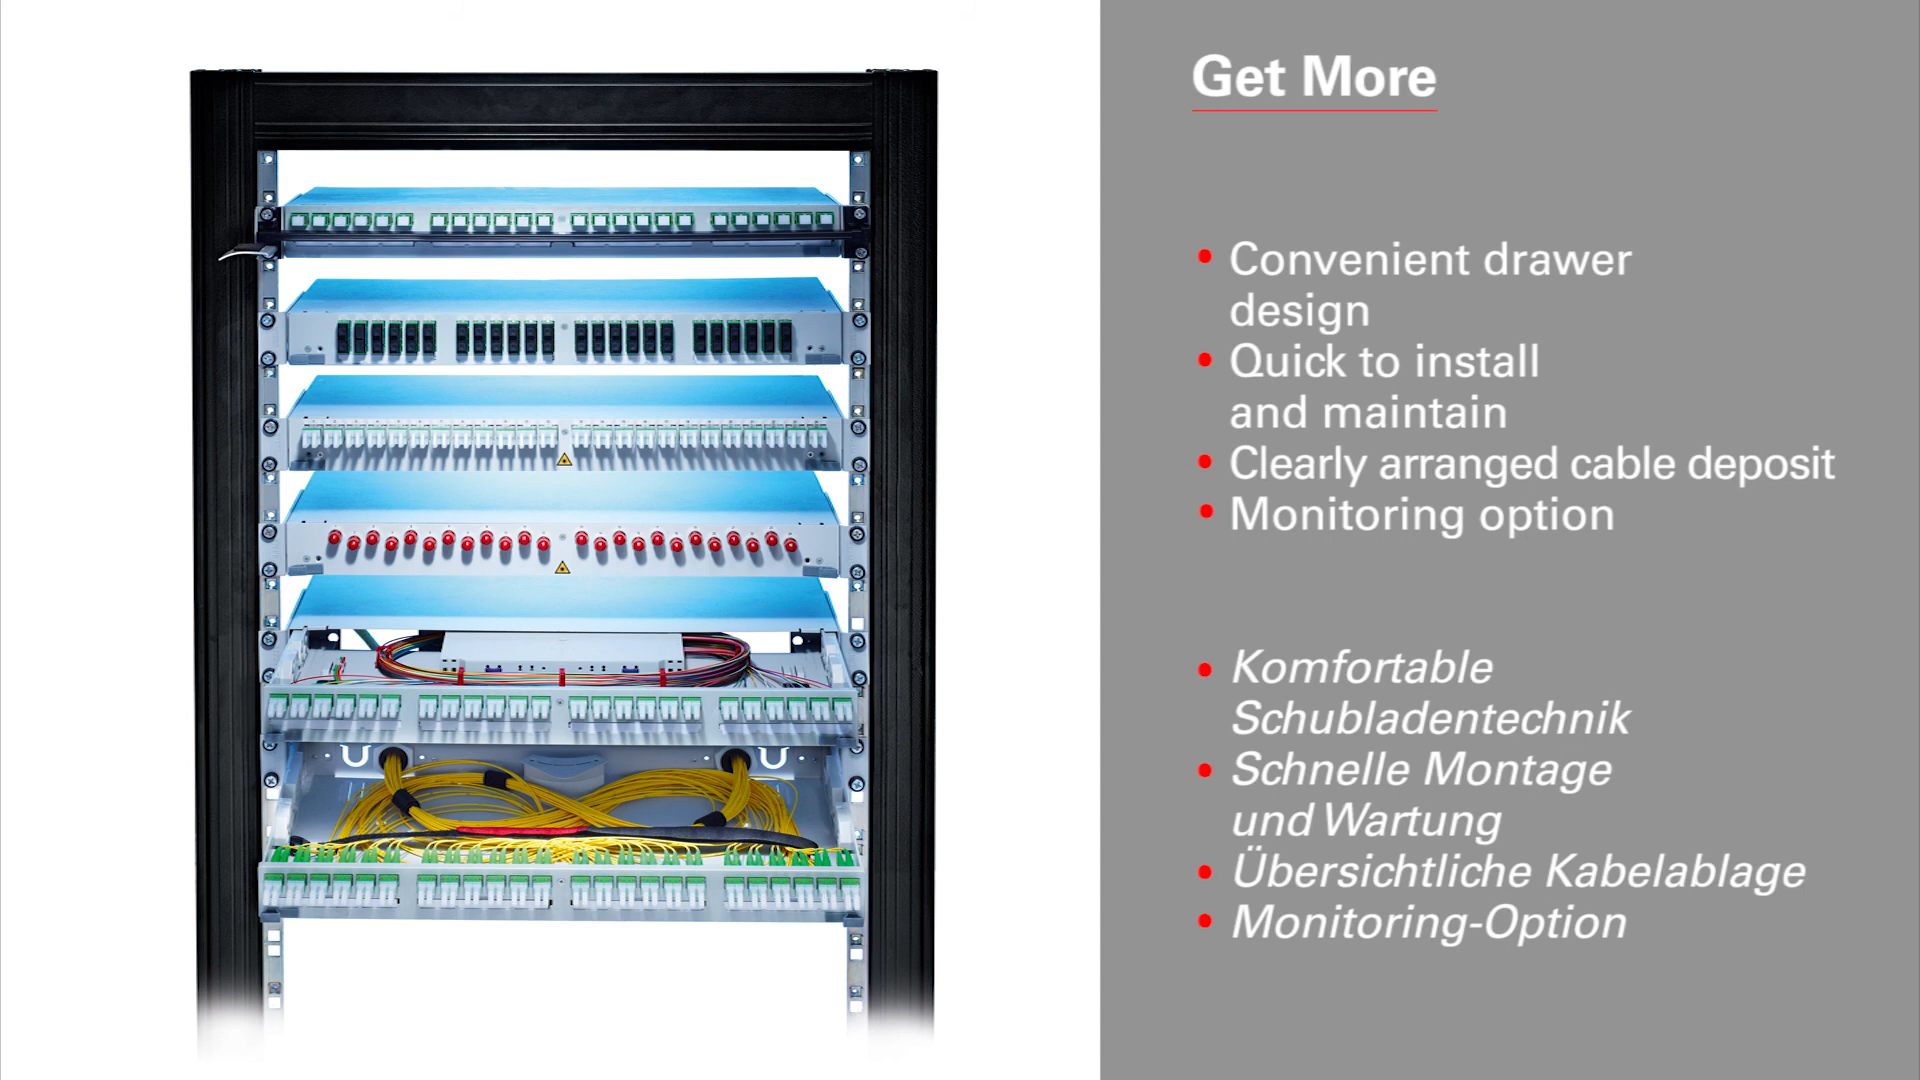 Get More
• Convenient drawer
design
• Quick to install
and maintain
• Clearly arranged cable deposit
• Monitoring option
• Komfortable
Schubladentechnik
• Schnelle Montage
und Wartung
• Übersichtliche Kabelablage
• Monitoring-Option